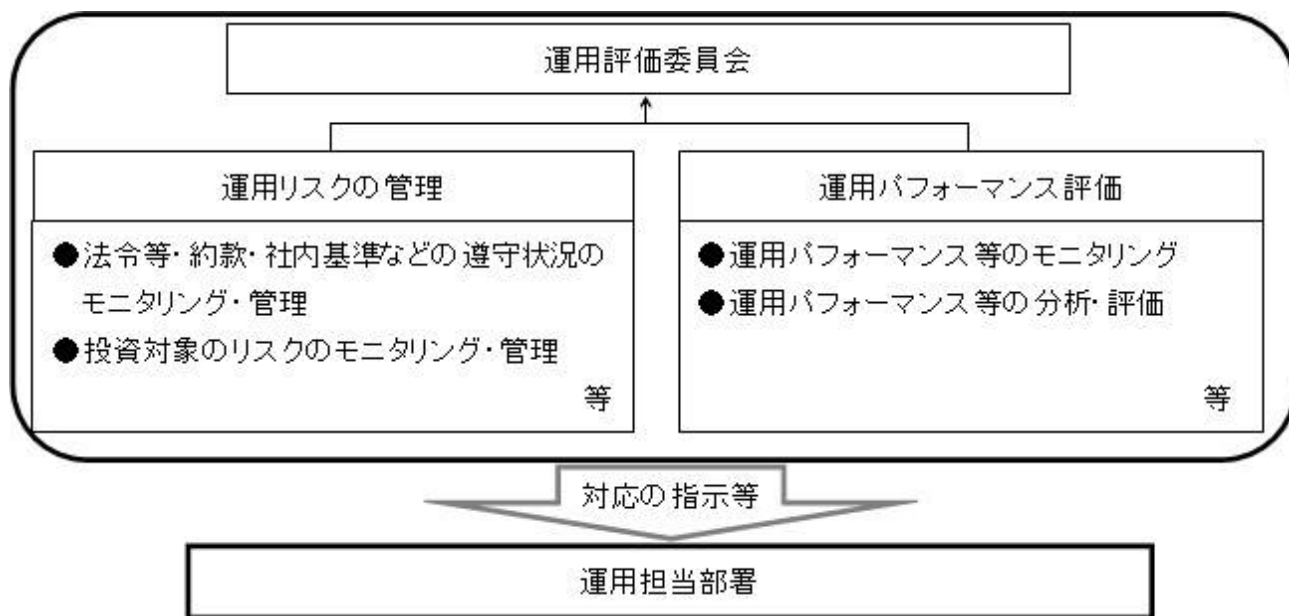 運用評価委員会
運用リスクの管理
●法令等・約款・社内基準などの遵守状況の
モニタリング・管理
●投資対象のリスクのモニタリング・管理
等
運用パフォーマンス評価
●運用パフォーマンス等のモニタリング
●運用パフォーマンス等の分析・評価
等
対応の指示等
運用担当部署